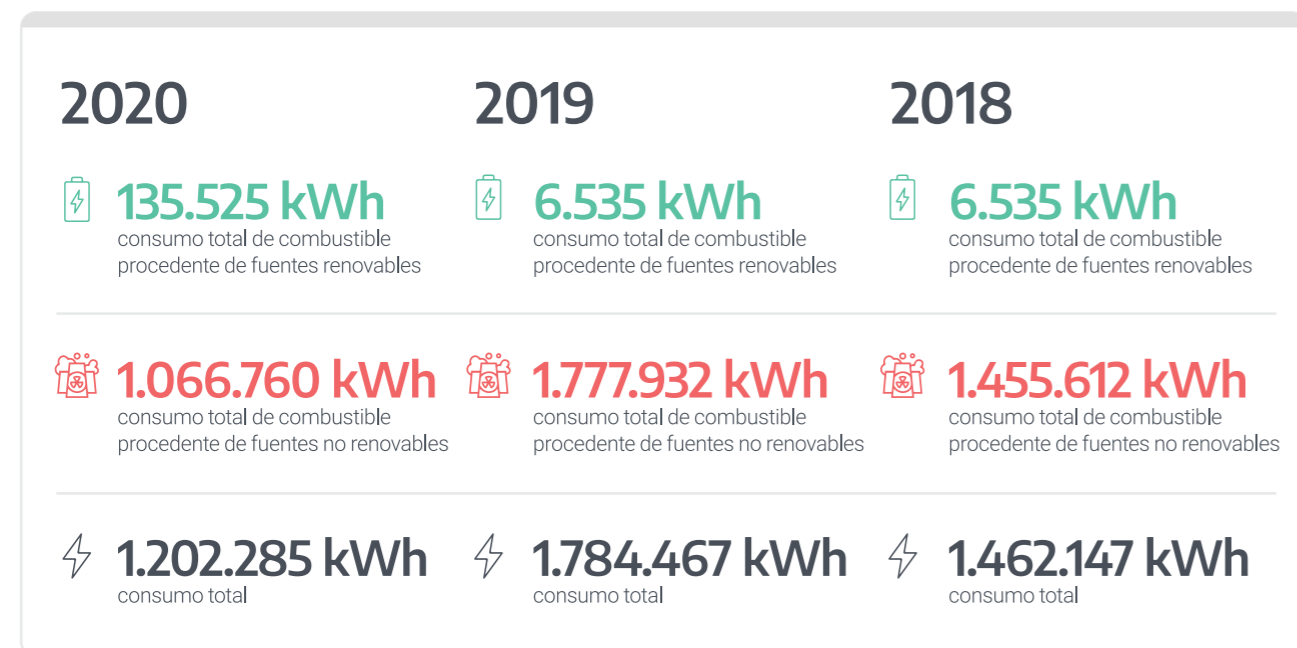 2020
2019
2018
135.525 kWh
consumo total de combustible
procedente de fuentes renovables
6.535 kWh
consumo total de combustible
procedente de fuentes renovables
6.535 kWh
consumo total de combustible
procedente de fuentes renovables
1.066.760 kWh
consumo total de combustible
procedente de fuentes no renovables
1.777.932 kWh
consumo total de combustible
procedente de fuentes no renovables
1.455.612 kWh
consumo total de combustible
procedente de fuentes no renovables
1.202.285 kWh
consumo total
1.784.467 kWh
consumo total
1.462.147 kWh
consumo total